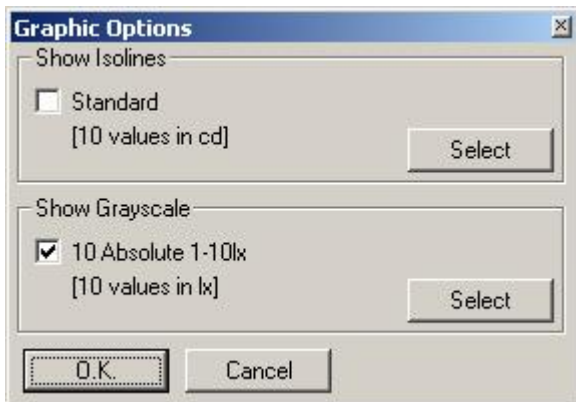 Graphic Options
Show Isolines
Standard
[10 values in cd]
Select
Show Grayscale
10 Absolute 1-10lx
[10 values in lx]
Select
O.K.
Cancel